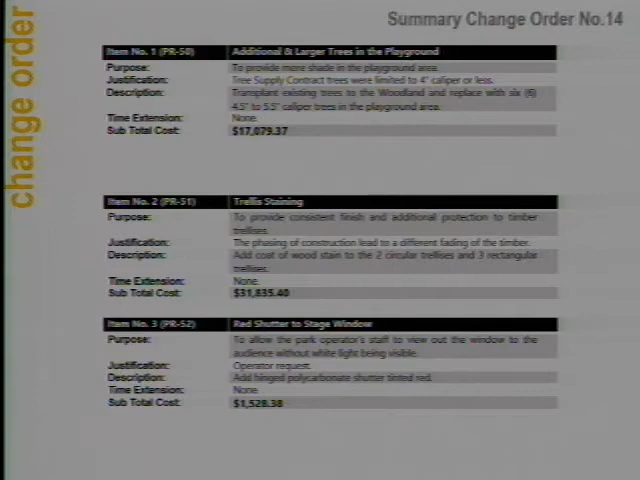 change order
Summary Change Order No.14
Item No. 1 (PR-50) Additional & Larger Trees in the Playground
Purpose: To provide more shade in the playground area.
Justification: Tree Supply Contract trees were limited to 4" caliper or less.
Description: Transplant existing trees to the Woodland and replace with six (6)
4.5" to 5.5" caliper trees in the playground area.
Time Extension: None.
Sub Total Cost: $17,079.37
Item No. 2 (PR-51) Trellis Staining
Purpose: To provide consistent finish and additional protection to timber
trellises.
Justification: The phasing of construction lead to a different fading of the timber.
Description: Add coat of wood stain to the 2 circular trellises and 3 rectangular
trellises.
Time Extension: None.
Sub Total Cost: $31,835.40
Item No. 3 (PR-52) Red Shutter to Stage Window
Purpose: To allow the park operator's staff to view out the window to the
audience without white light being visible.
Justification: Operator request.
Description: Add hinged polycarbonate shutter tinted red.
Time Extension: None
Sub Total Cost: $1,528.38